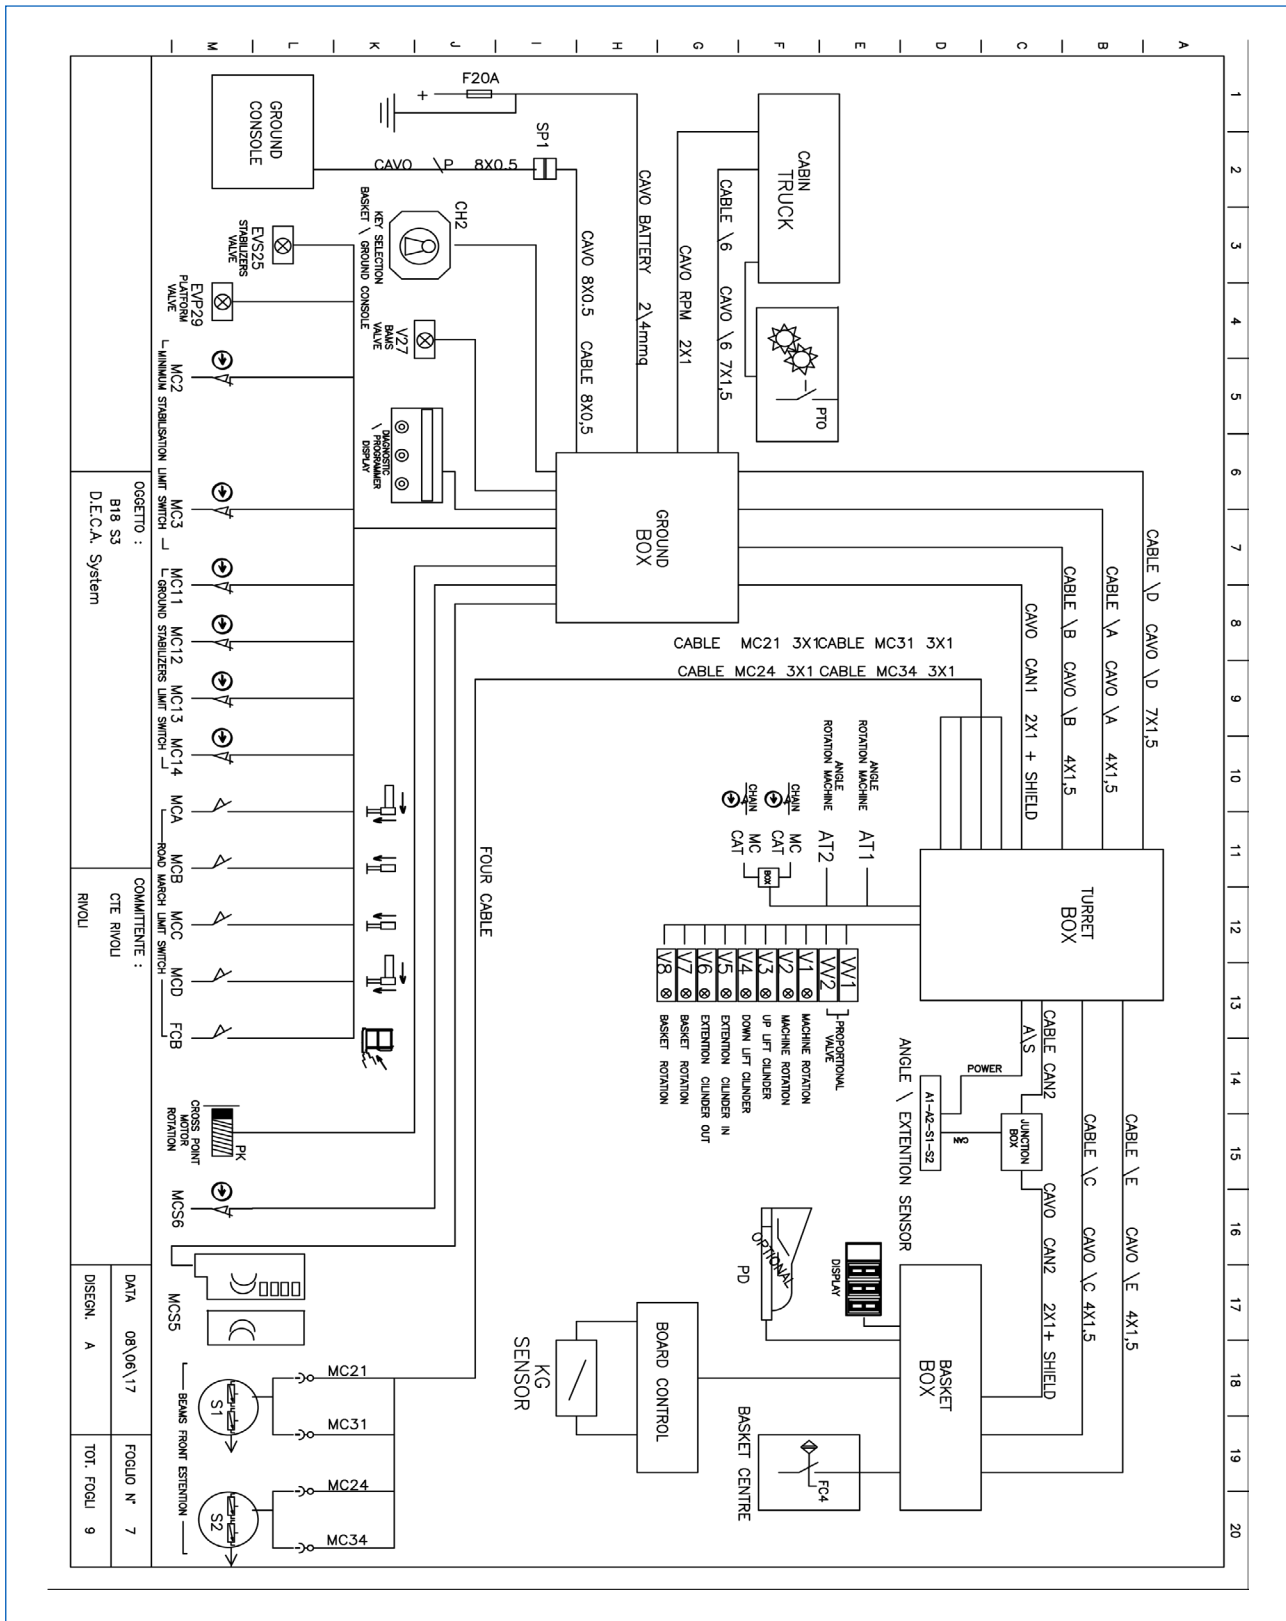 M L K J I H G F E D C B A
1
2
3
4
5
6
7
8
9
10
11
12
13
14
15
16
17
18
19
20
GROUND
CONSOLE
F20A
+
SP1
CAVO \P 8X0.5
CAVO 8X0.5 CABLE 8X0,5
CAVO BATTERY 2\4mmq
CAVO RPM 2X1
CABLE \6 CAVO \6 7X1,5
CABIN
TRUCK
PTO
CH2
KEY SELECTION
BASKET \ GROUND CONSOLE
EVS25
STABILIZERS
VALVE
EVP29
PLATFORM
VALVE
V27
BAMS
VALVE
DIAGNOSTIC
\ PROGRAMMER
DISPLAY
GROUND
BOX
CABLE \D CAVO \D 7X1,5
CABLE \A CAVO \A 4X1,5
CABLE \B CAVO \B 4X1,5
CAVO CAN1 2X1 + SHIELD
CABLE MC21 3X1CABLE MC31 3X1
CABLE MC24 3X1 CABLE MC34 3X1
FOUR CABLE
MC2
MC3
MINIMUM STABILISATION LIMIT SWITCH
MC11
MC12
MC13
MC14
GROUND STABILIZERS LIMIT SWITCH
MCA
MCB
MCC
MCD
FCB
ROAD MARCH LIMIT SWITCH
ANGLE
ROTATION MACHINE
AT1
ANGLE
ROTATION MACHINE
AT2
CHAIN
MC
CAT
CHAIN
MC
CAT
BOX
TURRET
BOX
VV1
VV2
PROPORTIONAL
VALVE
V1 MACHINE ROTATION
V2 MACHINE ROTATION
V3 UP LIFT CILINDER
V4 DOWN LIFT CILINDER
V5 EXTENTION CILINDER IN
V6 EXTENTION CILINDER OUT
V7 BASKET ROTATION
V8 BASKET ROTATION
CABLE CAN2
A\S
POWER
A1-A2-S1-S2
ANGLE \ EXTENTION SENSOR
CAN
JUNCTION
BOX
CABLE \E CAVO \E 4X1,5
CABLE \C CAVO \C 4X1,5
CAVO CAN2 2X1+ SHIELD
PK
CROSS POINT
MOTOR
ROTATION
MCS6
MCS5
OPTIONAL
PD
DISPLAY
BASKET
BOX
BOARD CONTROL
KG
SENSOR
BASKET CENTRE
FC4
MC21
MC31
MC24
MC34
S1
S2
BEAMS FRONT ESTENTION
OGGETTO :
B18 S3
D.E.C.A. System
COMMITTENTE :
CTE RIVOLI
RIVOLI
DATA 08\06\17
DISEGN. A
FOGLIO N° 7
TOT. FOGLI 9